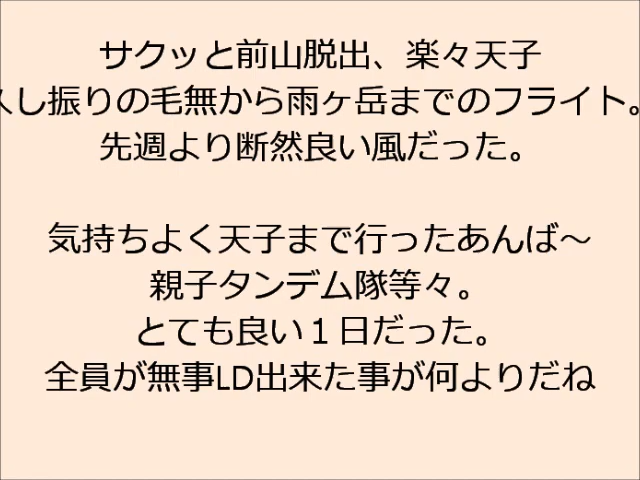 サクッと前山脱出、楽々天子
久し振りの毛無から雨ヶ岳までのフライト。
先週より断然良い風だった。
気持ちよく天子まで行ったあんば～
親子タンデム隊等々。
とても良い１日だった。
全員が無事LD出来た事が何よりだね